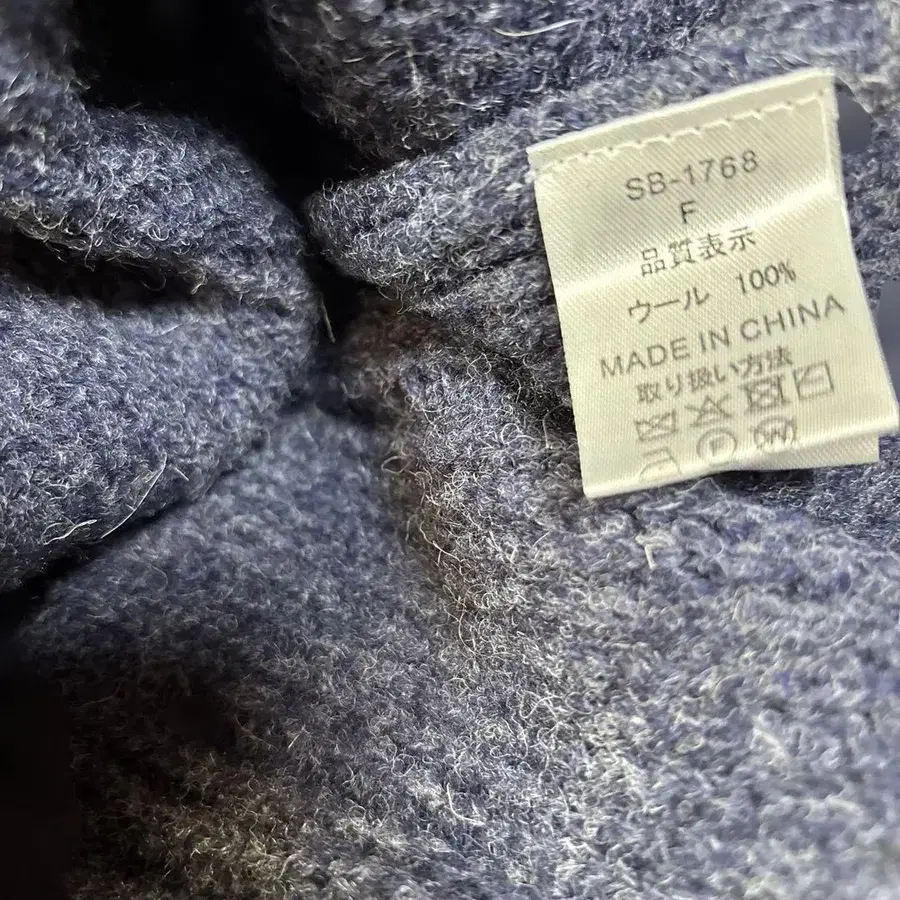 SB-1768
F
品質表示
ウール 100%
MADE IN CHINA
取り扱い方法